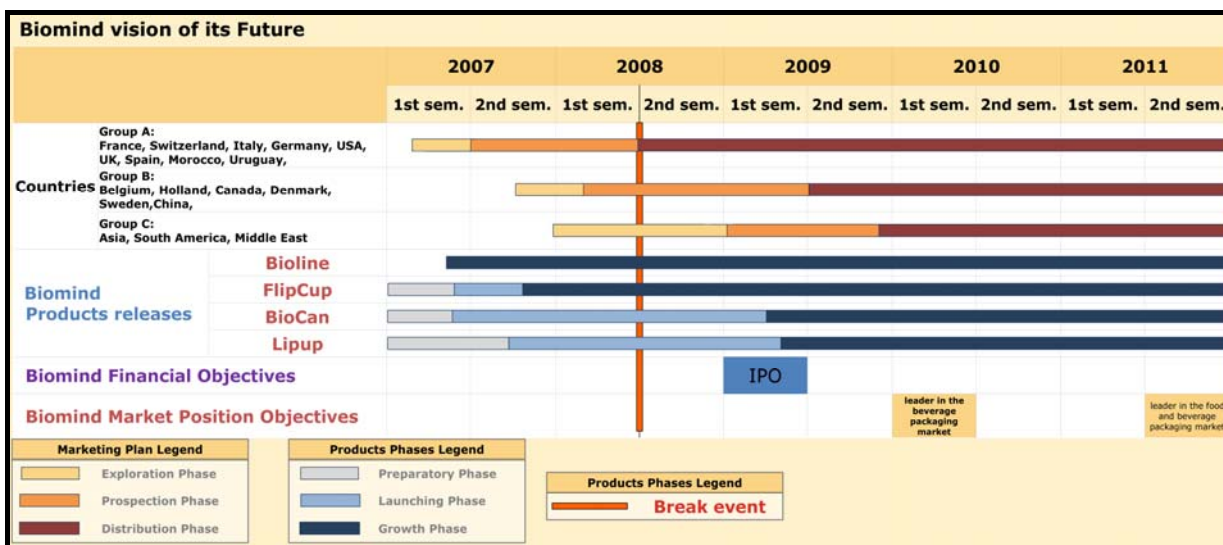 Biomind vision of its Future
2007 2008 2009 2010 2011
1st sem. 2nd sem. 1st sem. 2nd sem. 1st sem. 2nd sem. 1st sem. 2nd sem. 1st sem. 2nd sem.
Countries
Group A:
France, Switzerland, Italy, Germany, USA,
UK, Spain, Morocco, Uruguay,
Group B:
Belgium, Holland, Canada, Denmark,
Sweden,China,
Group C:
Asia, South America, Middle East
Biomind
Products releases
Bioline
FlipCup
BioCan
Lipup
Biomind Financial Objectives
IPO
Biomind Market Position Objectives
leader in the
beverage
packaging
market
leader in the food
and beverage
packaging market
Marketing Plan Legend
Exploration Phase
Prospection Phase
Distribution Phase
Products Phases Legend
Preparatory Phase
Launching Phase
Growth Phase
Products Phases Legend
Break event